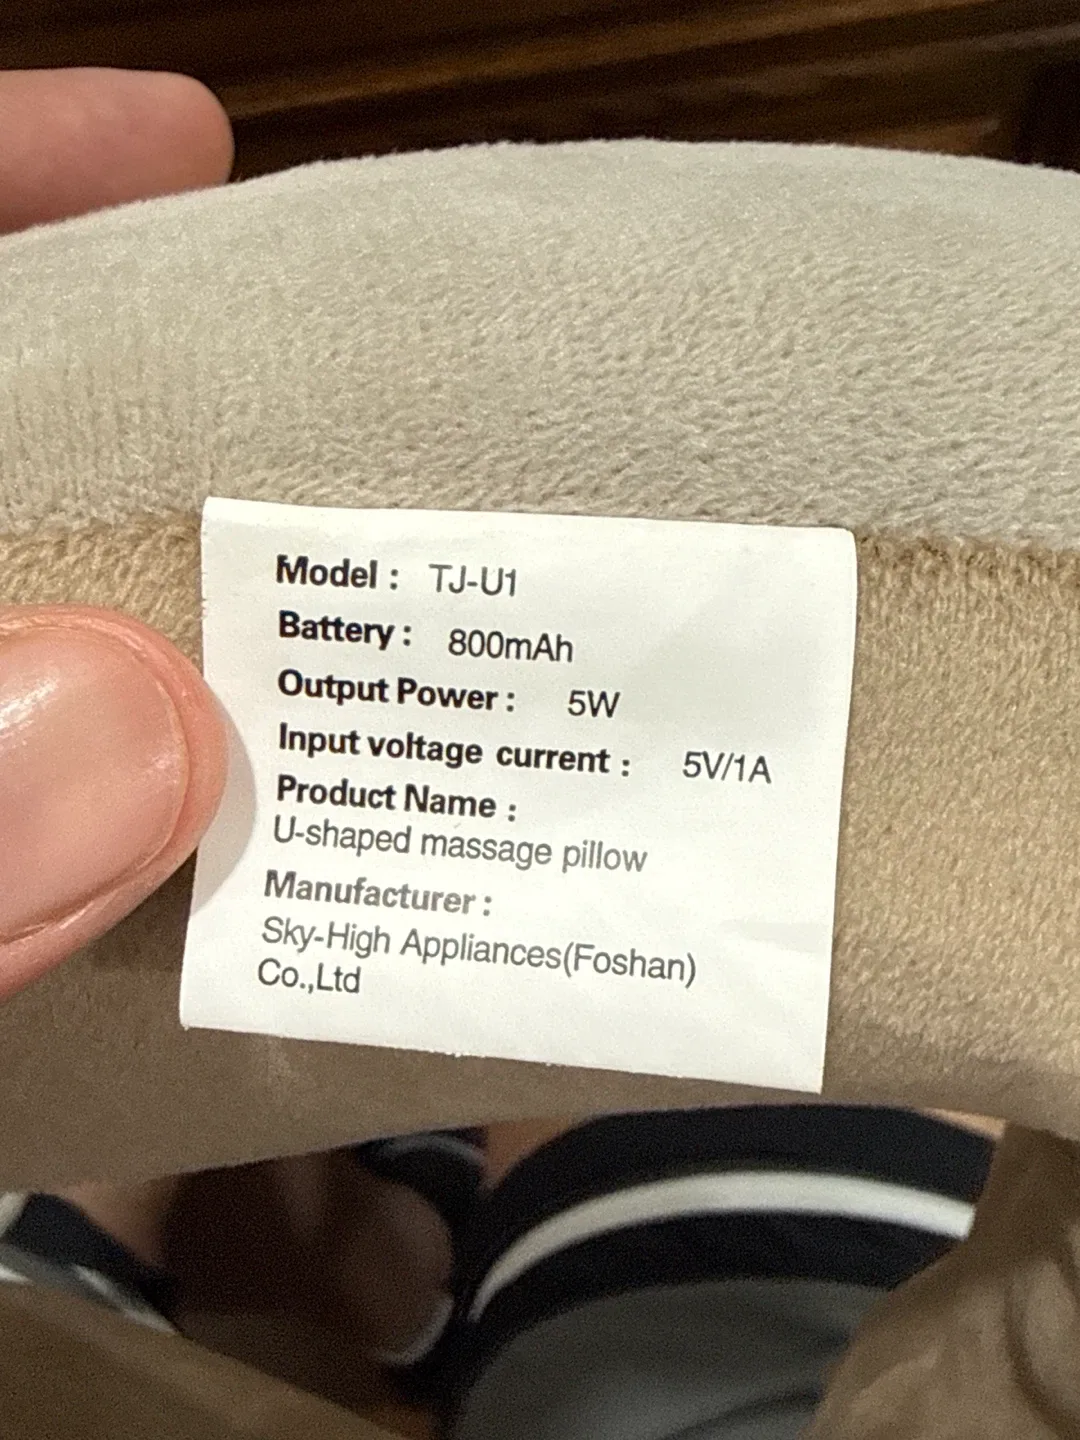 Model : TJ-U1
Battery : 800mAh
Output Power : 5W
Input voltage current : 5V/1A
Product Name :
U-shaped massage pillow
Manufacturer :
Sky-High Appliances(Foshan)
Co.,Ltd